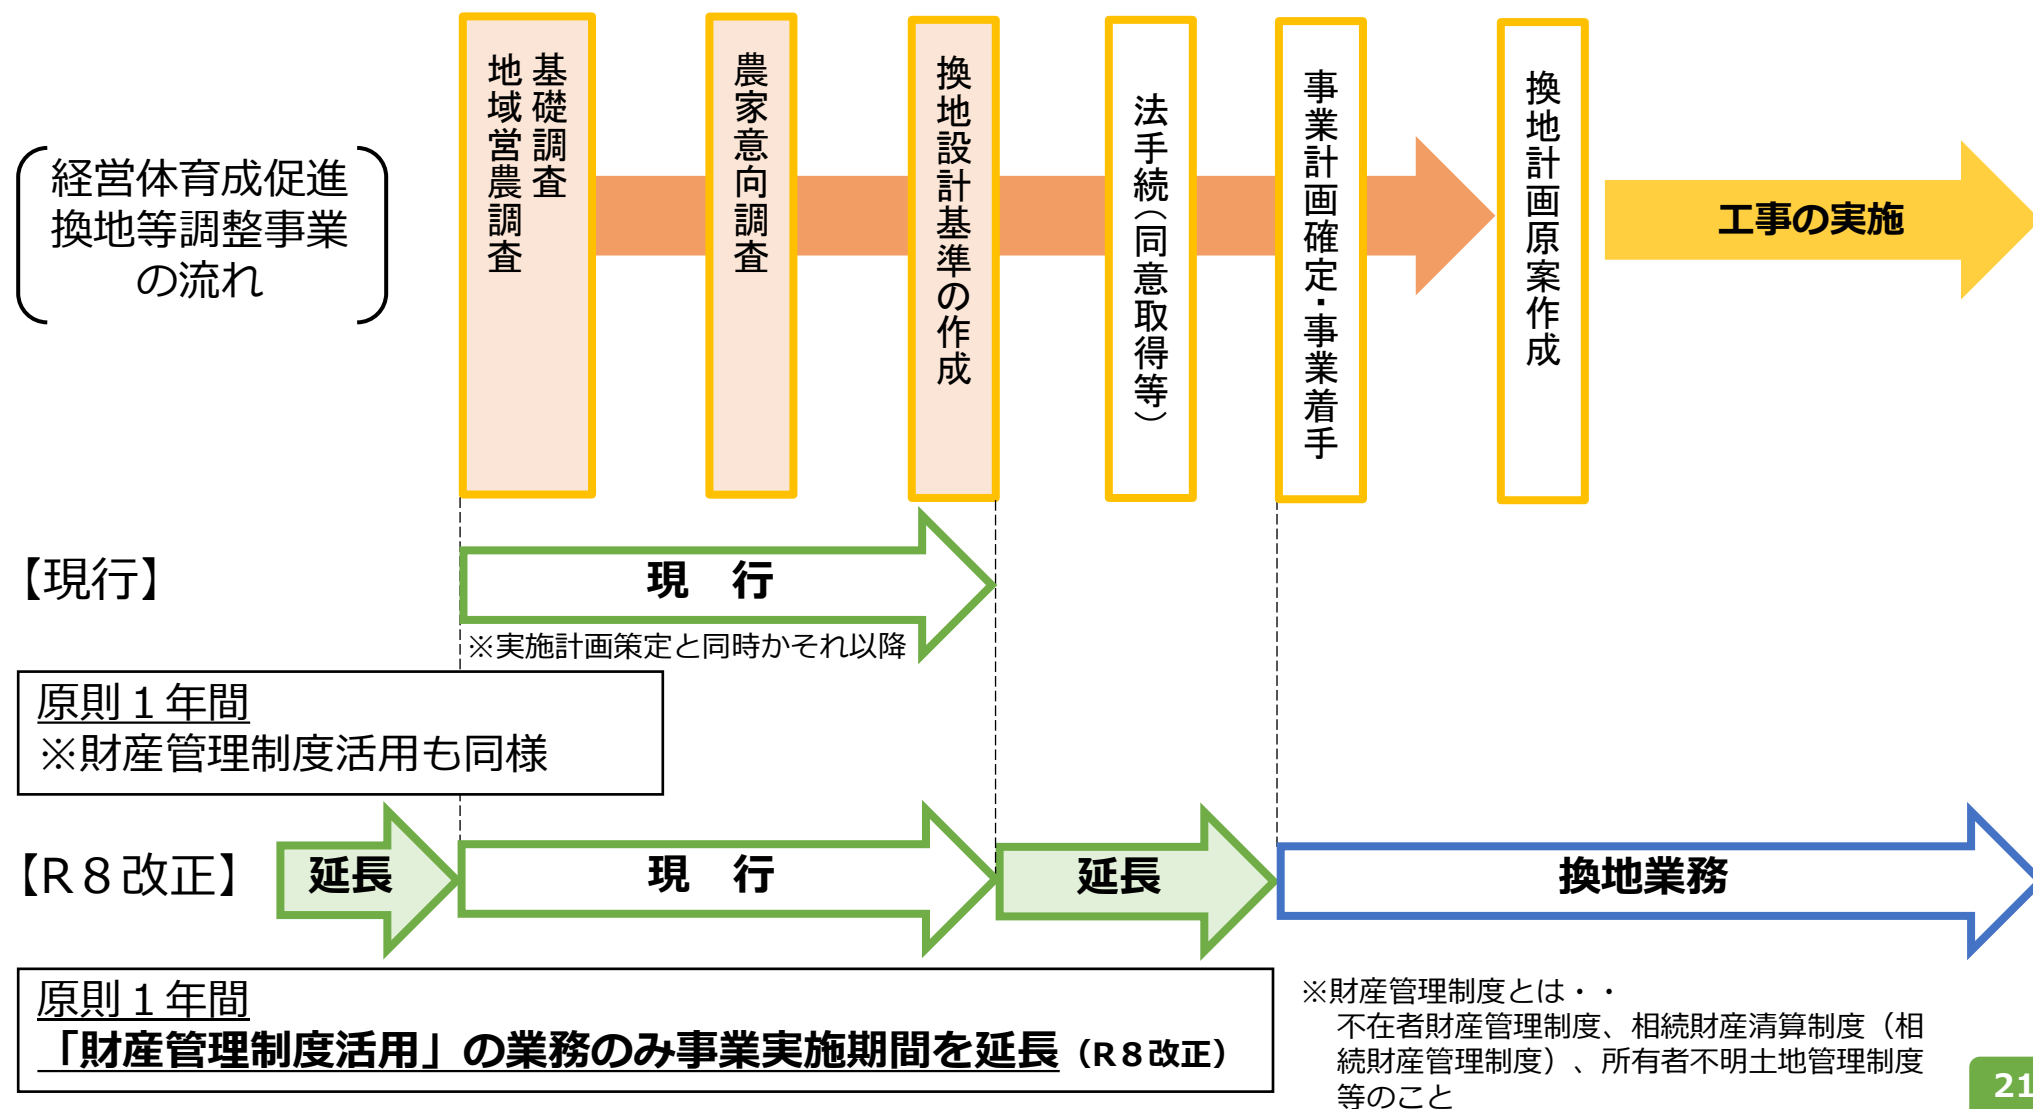 経営体育成促進
換地等調整事業
の流れ
基礎調査
地域営農調査
農家意向調査
換地設計基準の作成
法手続（同意取得等）
事業計画確定・事業着手
換地計画原案作成
工事の実施
【現行】
現　行
※実施計画策定と同時かそれ以降
原則１年間
※財産管理制度活用も同様
【R８改正】
延長
現　行
延長
換地業務
原則１年間
「財産管理制度活用」の業務のみ事業実施期間を延長（R８改正）
※財産管理制度とは・・
不在者財産管理制度、相続財産清算制度（相
続財産管理制度）、所有者不明土地管理制度
等のこと
21